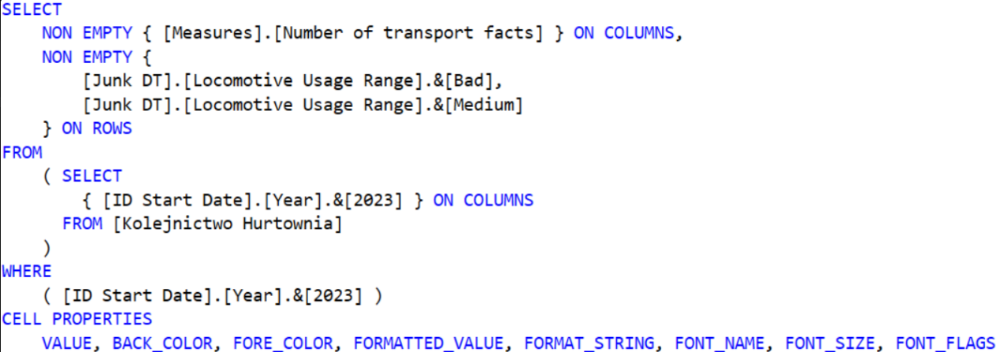 SELECT
NON EMPTY { [Measures].[Number of transport facts] } ON COLUMNS,
NON EMPTY {
[Junk DT].[Locomotive Usage Range].&[Bad],
[Junk DT].[Locomotive Usage Range].&[Medium]
} ON ROWS
FROM
( SELECT
{ [ID Start Date].[Year].&[2023] } ON COLUMNS
FROM [Kolejnictwo Hurtownia]
)
WHERE
( [ID Start Date].[Year].&[2023] )
CELL PROPERTIES
VALUE, BACK_COLOR, FORE_COLOR, FORMATTED_VALUE, FORMAT_STRING, FONT_NAME, FONT_SIZE, FONT_FLAGS